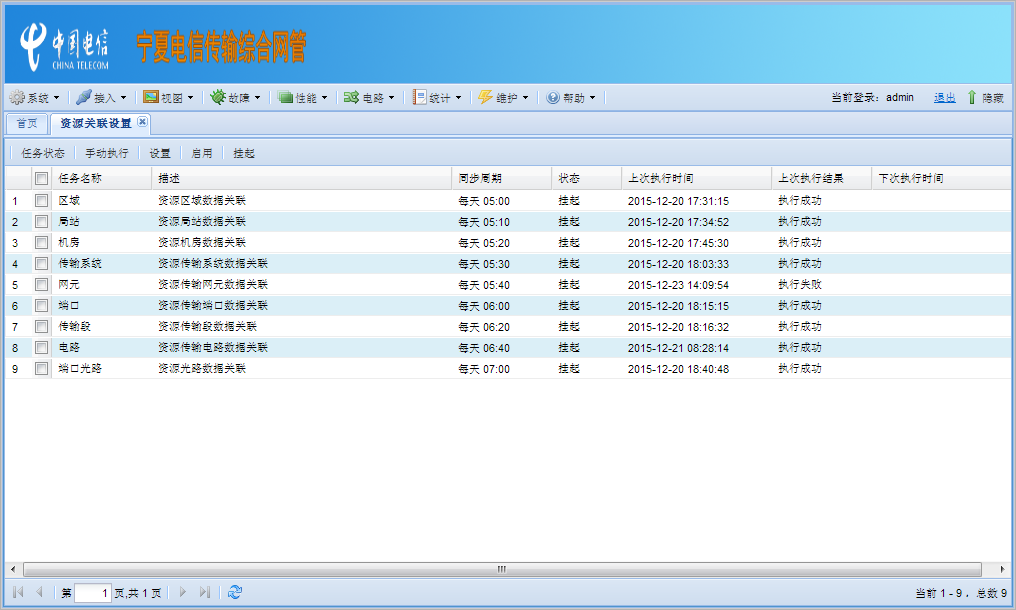 中国电信
CHINA TELECOM
宁夏电信传输综合网管
系统 接入 视图 故障 性能 电路 统计 维护 帮助 当前登录: admin 退出 隐藏
首页 资源关联设置
任务状态 手动执行 设置 启用 挂起
任务名称 描述 同步周期 状态 上次执行时间 上次执行结果 下次执行时间
1 区域 资源区域数据关联 每天 05:00 挂起 2015-12-20 17:31:15 执行成功
2 局站 资源局站数据关联 每天 05:10 挂起 2015-12-20 17:34:52 执行成功
3 机房 资源机房数据关联 每天 05:20 挂起 2015-12-20 17:45:30 执行成功
4 传输系统 资源传输系统数据关联 每天 05:30 挂起 2015-12-20 18:03:33 执行成功
5 网元 资源传输网元数据关联 每天 05:40 挂起 2015-12-23 14:09:54 执行失败
6 端口 资源传输端口数据关联 每天 06:00 挂起 2015-12-20 18:15:15 执行成功
7 传输段 资源传输段数据关联 每天 06:20 挂起 2015-12-20 18:16:32 执行成功
8 电路 资源传输电路数据关联 每天 06:40 挂起 2015-12-21 08:28:14 执行成功
9 端口光路 资源光路数据关联 每天 07:00 挂起 2015-12-20 18:40:48 执行成功
第 1 页,共 1 页 当前 1 - 9 ，总数 9